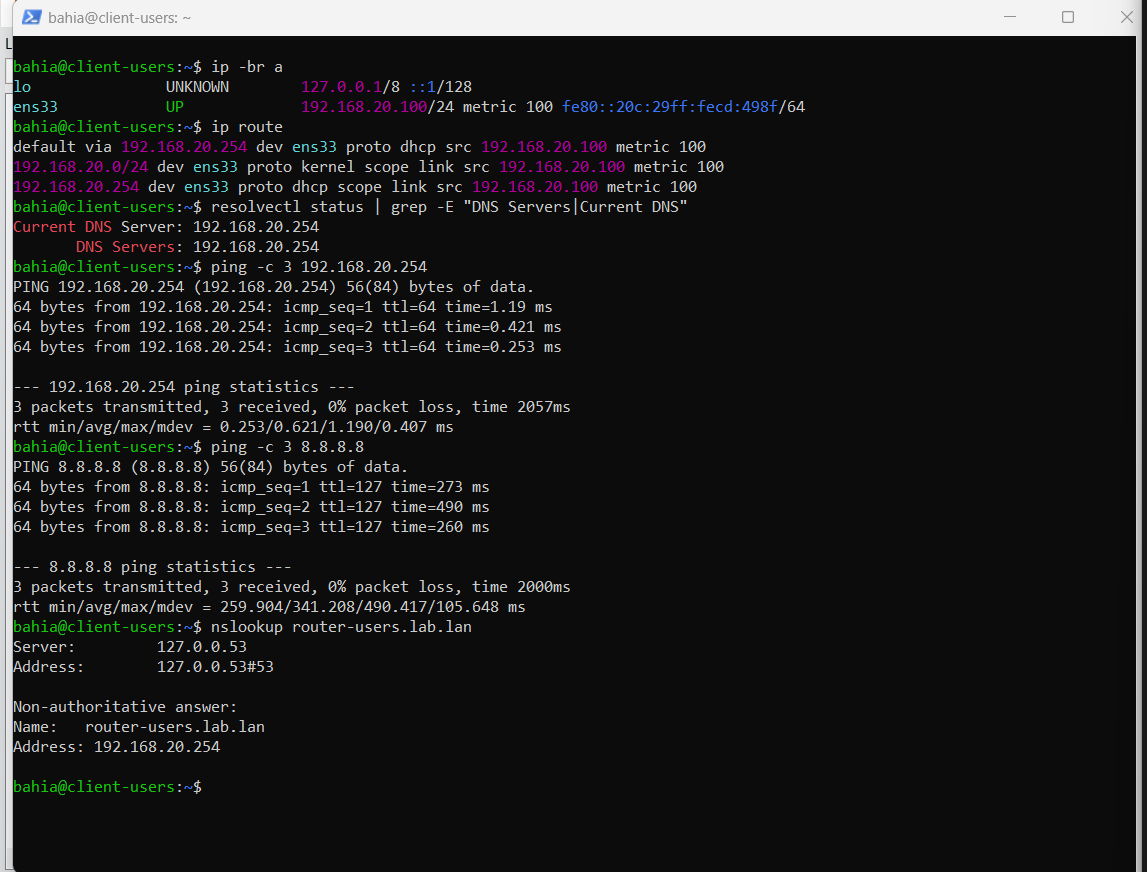 bahia@client-users: ~
L
bahia@client-users:~$ ip -br a
lo               UNKNOWN        127.0.0.1/8 ::1/128
ens33            UP             192.168.20.100/24 metric 100 fe80::20c:29ff:fecd:498f/64
bahia@client-users:~$ ip route
default via 192.168.20.254 dev ens33 proto dhcp src 192.168.20.100 metric 100
192.168.20.0/24 dev ens33 proto kernel scope link src 192.168.20.100 metric 100
192.168.20.254 dev ens33 proto dhcp scope link src 192.168.20.100 metric 100
bahia@client-users:~$ resolvectl status | grep -E "DNS Servers|Current DNS"
Current DNS Server: 192.168.20.254
       DNS Servers: 192.168.20.254
bahia@client-users:~$ ping -c 3 192.168.20.254
PING 192.168.20.254 (192.168.20.254) 56(84) bytes of data.
64 bytes from 192.168.20.254: icmp_seq=1 ttl=64 time=1.19 ms
64 bytes from 192.168.20.254: icmp_seq=2 ttl=64 time=0.421 ms
64 bytes from 192.168.20.254: icmp_seq=3 ttl=64 time=0.253 ms

--- 192.168.20.254 ping statistics ---
3 packets transmitted, 3 received, 0% packet loss, time 2057ms
rtt min/avg/max/mdev = 0.253/0.621/1.190/0.407 ms
bahia@client-users:~$ ping -c 3 8.8.8.8
PING 8.8.8.8 (8.8.8.8) 56(84) bytes of data.
64 bytes from 8.8.8.8: icmp_seq=1 ttl=127 time=273 ms
64 bytes from 8.8.8.8: icmp_seq=2 ttl=127 time=490 ms
64 bytes from 8.8.8.8: icmp_seq=3 ttl=127 time=260 ms

--- 8.8.8.8 ping statistics ---
3 packets transmitted, 3 received, 0% packet loss, time 2000ms
rtt min/avg/max/mdev = 259.904/341.208/490.417/105.648 ms
bahia@client-users:~$ nslookup router-users.lab.lan
Server:         127.0.0.53
Address:        127.0.0.53#53

Non-authoritative answer:
Name:   router-users.lab.lan
Address: 192.168.20.254

bahia@client-users:~$